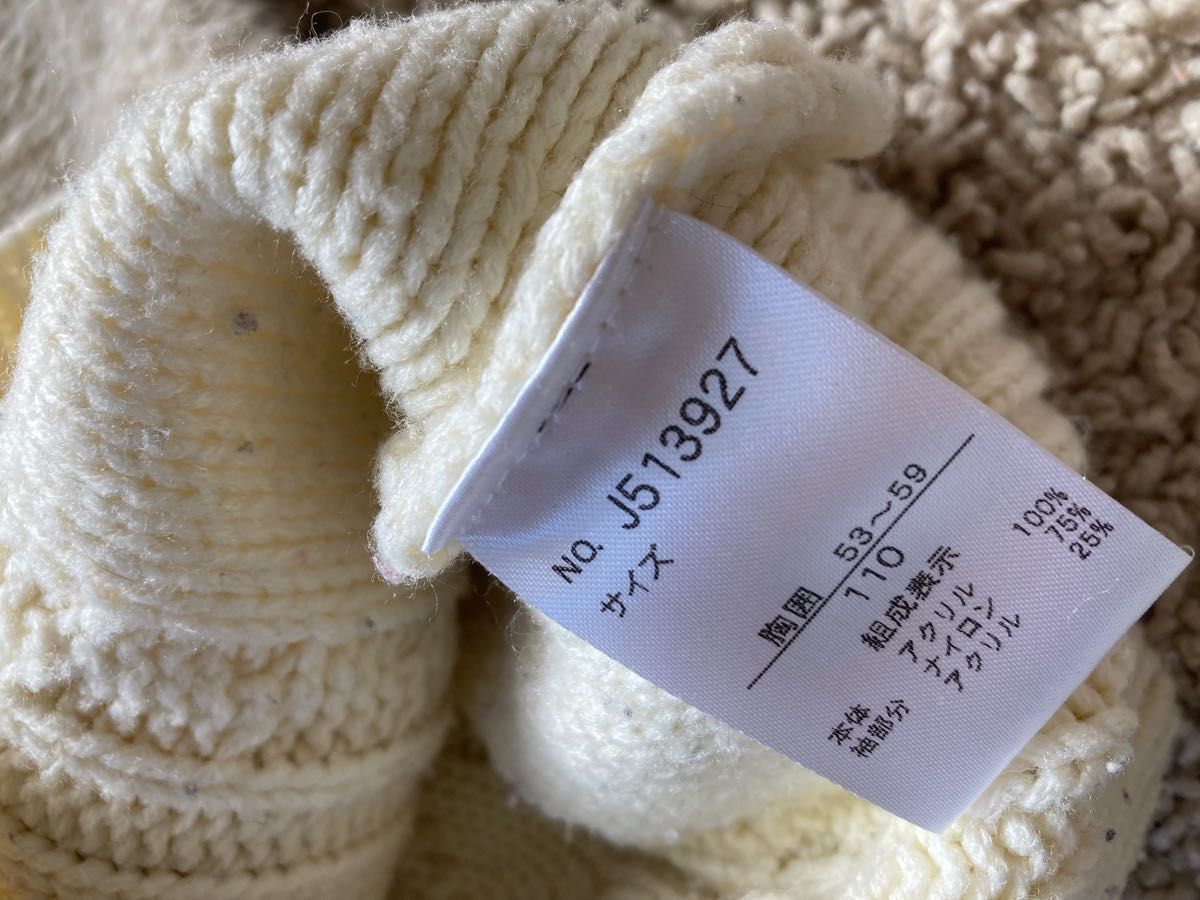 NO. J513927
サイズ
胸囲 53〜59
110
組成表示
本体 アクリル 100%
袖部分 ナイロン 75%
アクリル 25%